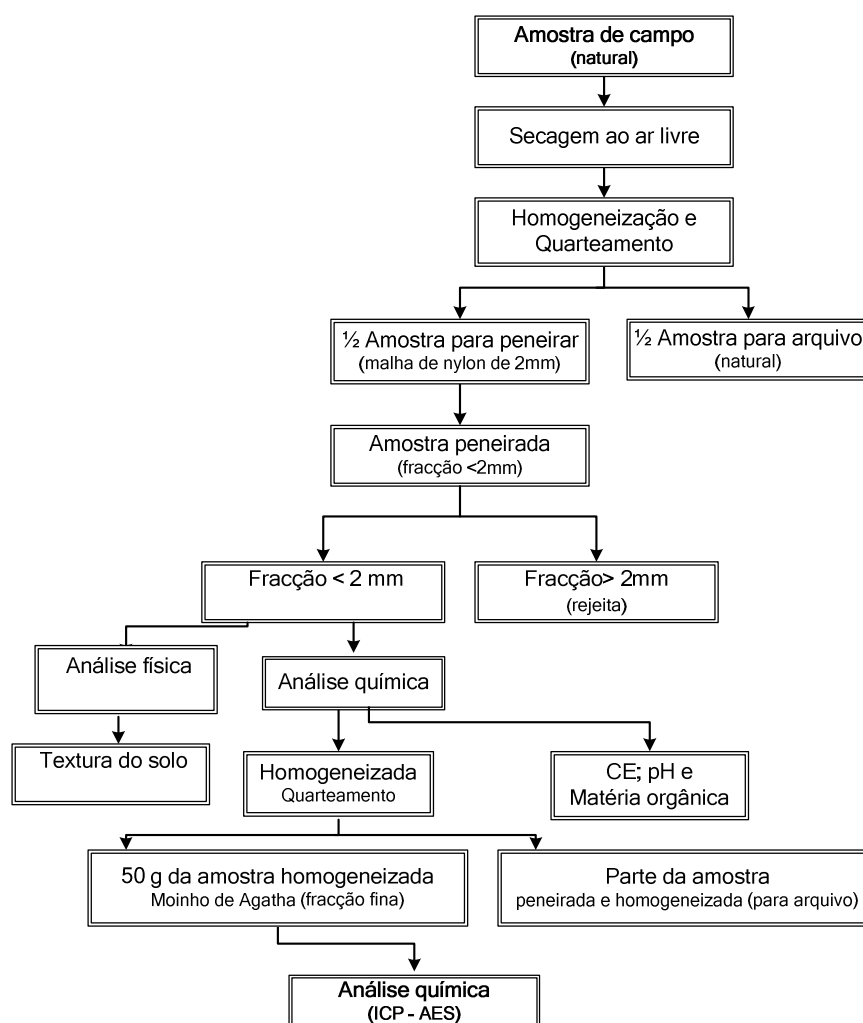 Amostra de campo
(natural)
Secagem ao ar livre
Homogeneização e
Quarteamento
½ Amostra para peneirar
(malha de nylon de 2mm)
½ Amostra para arquivo
(natural)
Amostra peneirada
(fracção <2mm)
Fracção < 2 mm
Fracção> 2mm
(rejeita)
Análise física
Análise química
Textura do solo
Homogeneizada
Quarteamento
CE; pH e
Matéria orgânica
50 g da amostra homogeneizada
Moinho de Agatha (fracção fina)
Parte da amostra
peneirada e homogeneizada (para arquivo)
Análise química
(ICP - AES)